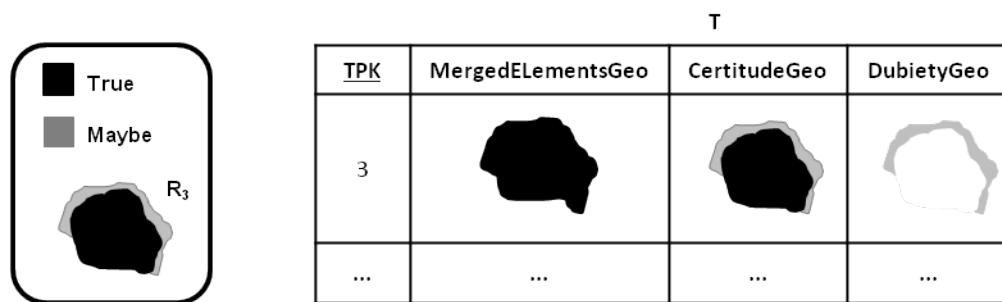 True
Maybe
R3
T
TPK MergedELementsGeo CertitudeGeo DubietyGeo
3
... ... ... ...